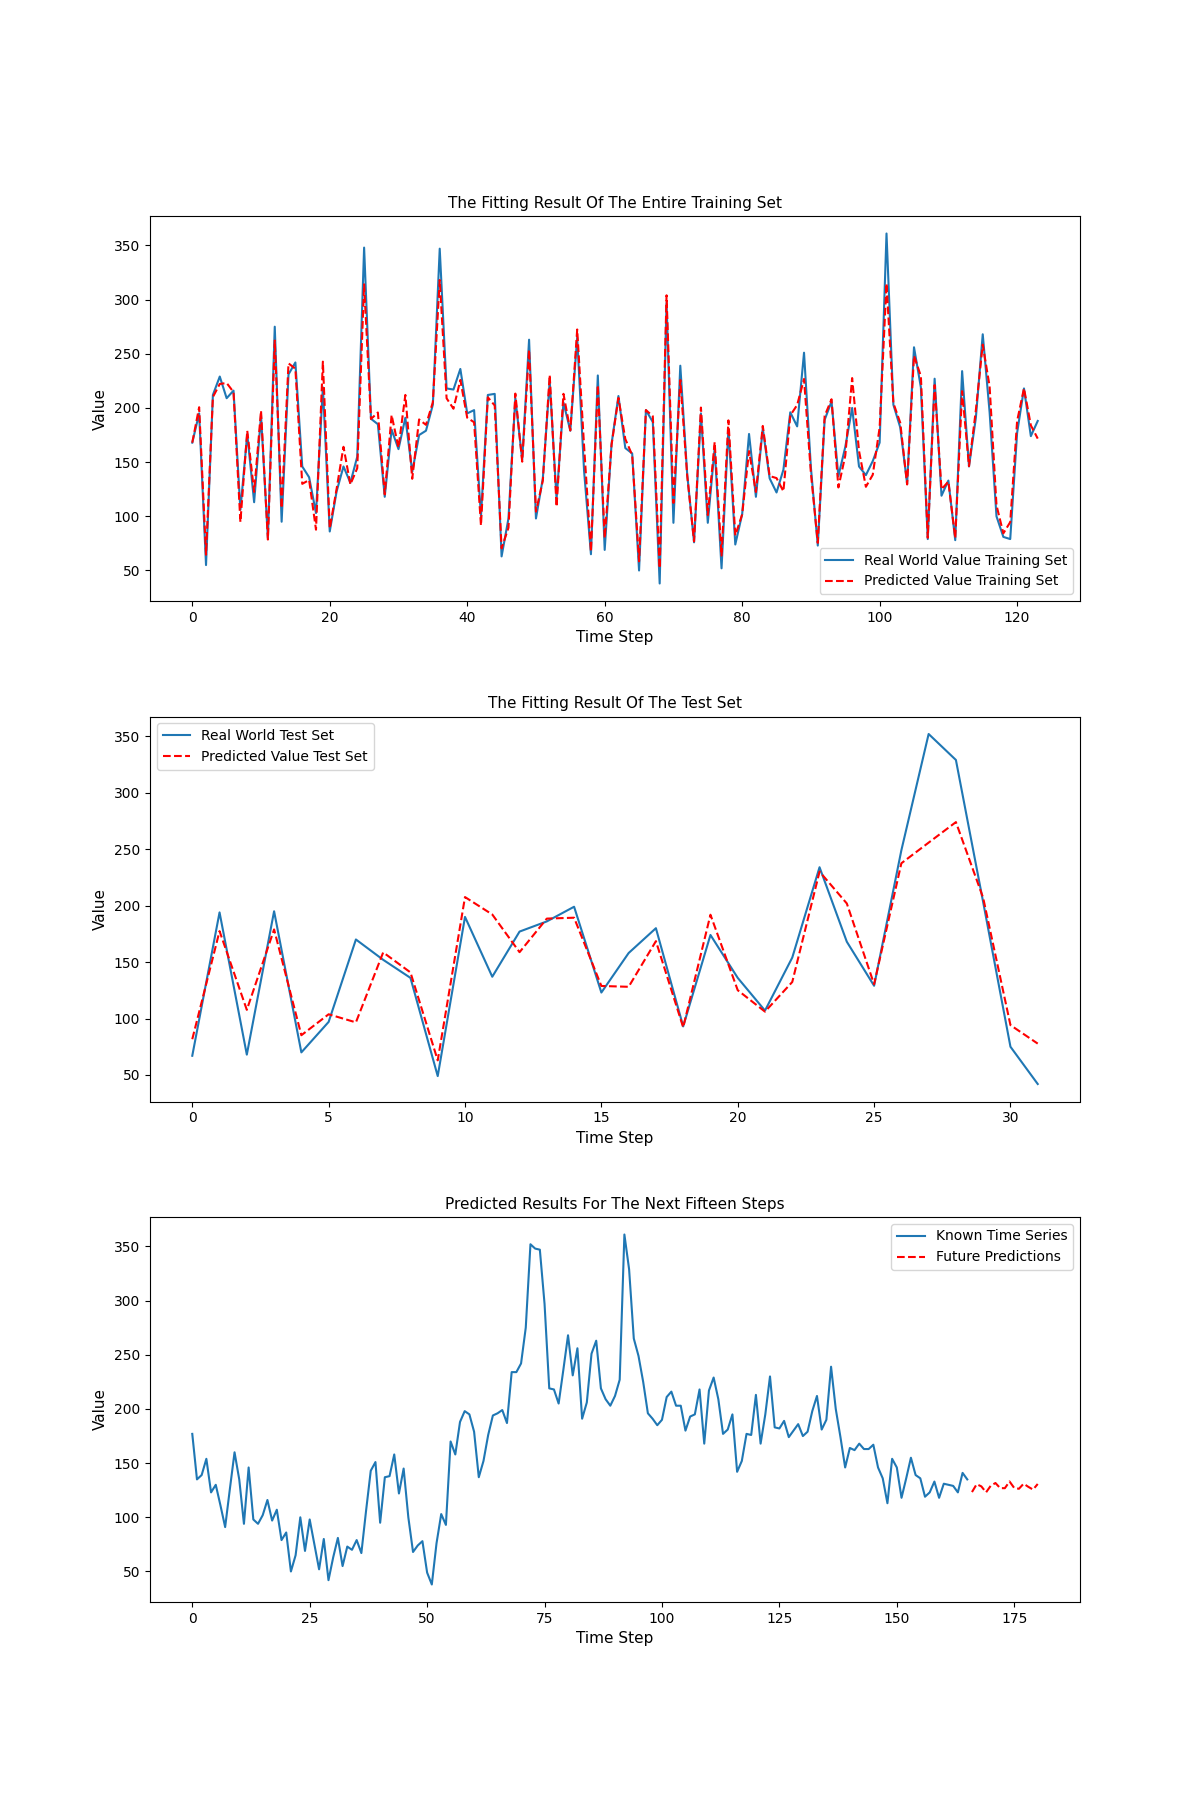 The Fitting Result Of The Entire Training Set
350
300
250
200
150
100
50
Value
Real World Value Training Set
Predicted Value Training Set
0 20 40 60 80 100 120
Time Step
The Fitting Result Of The Test Set
Real World Test Set
Predicted Value Test Set
350
300
250
200
150
100
50
Value
0 5 10 15 20 25 30
Time Step
Predicted Results For The Next Fifteen Steps
Known Time Series
Future Predictions
350
300
250
200
150
100
50
Value
0 25 50 75 100 125 150 175
Time Step